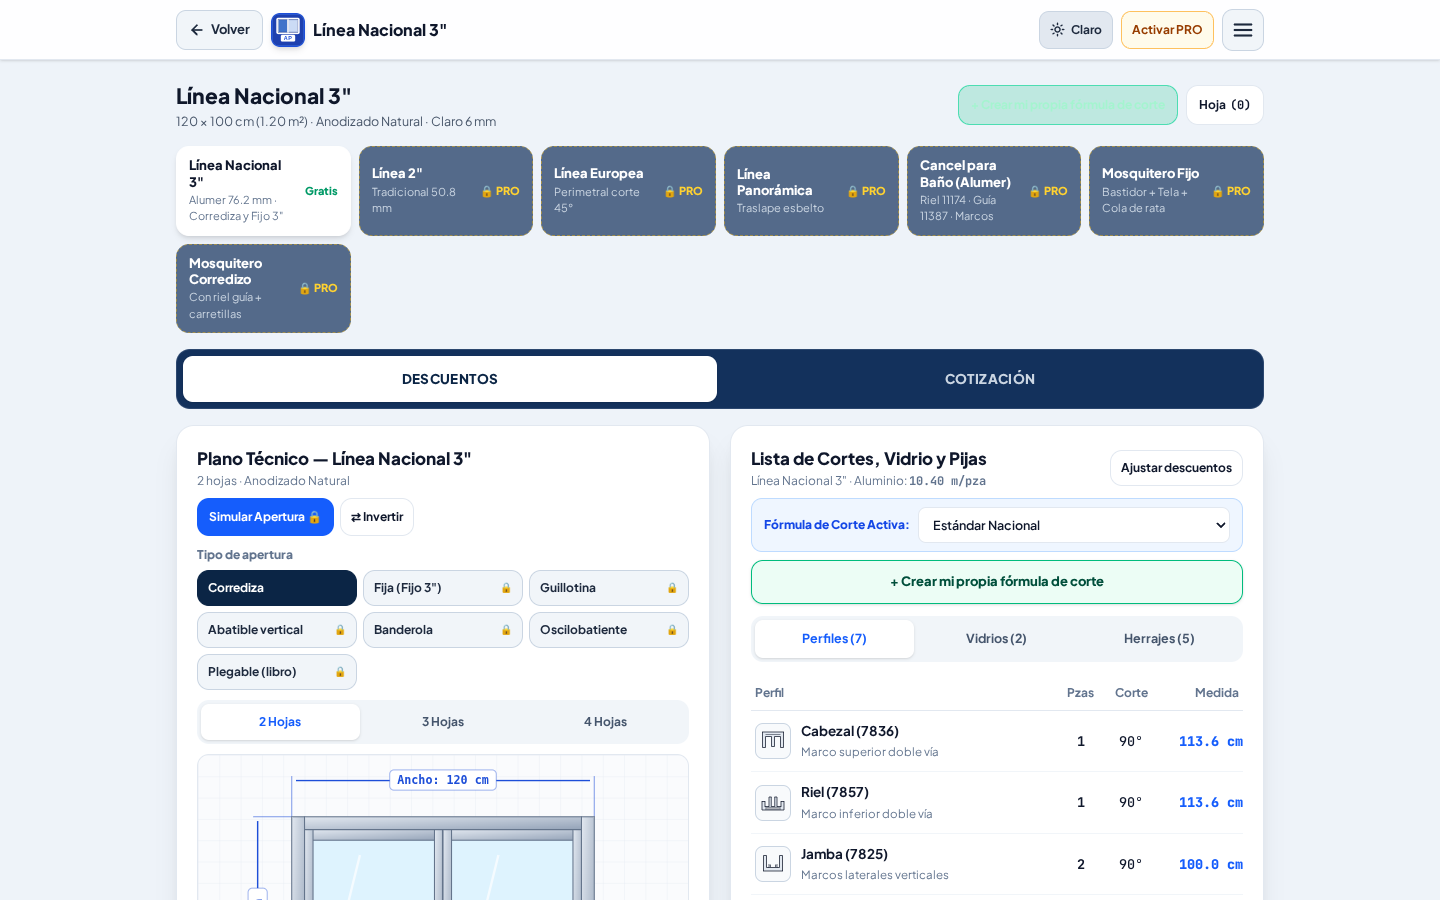 Volver
AP
Línea Nacional 3"
Claro
Activar PRO
Línea Nacional 3"
120 × 100 cm (1.20 m²) · Anodizado Natural · Claro 6 mm
+ Crear mi propia fórmula de corte
Hoja (0)
Línea Nacional
3"
Alumer 76.2 mm ·
Corrediza y Fijo 3"
Gratis
Línea 2"
Tradicional 50.8
mm
PRO
Línea Europea
Perimetral corte
45°
PRO
Línea
Panorámica
Traslape esbelto
PRO
Cancel para
Baño (Alumer)
Riel 11174 · Guía
11387 · Marcos
PRO
Mosquitero Fijo
Bastidor + Tela +
Cola de rata
PRO
Mosquitero
Corredizo
Con riel guía +
carretillas
PRO
DESCUENTOS
COTIZACIÓN
Plano Técnico — Línea Nacional 3"
2 hojas · Anodizado Natural
Simular Apertura
⇄ Invertir
Tipo de apertura
Corrediza
Fija (Fijo 3")
Guillotina
Abatible vertical
Banderola
Oscilobatiente
Plegable (libro)
2 Hojas
3 Hojas
4 Hojas
Ancho: 120 cm
Lista de Cortes, Vidrio y Pijas
Línea Nacional 3" · Aluminio: 10.40 m/pza
Ajustar descuentos
Fórmula de Corte Activa:
Estándar Nacional
+ Crear mi propia fórmula de corte
Perfiles (7)
Vidrios (2)
Herrajes (5)
Perfil
Pzas
Corte
Medida
Cabezal (7836)
Marco superior doble vía
1
90°
113.6 cm
Riel (7857)
Marco inferior doble vía
1
90°
113.6 cm
Jamba (7825)
Marcos laterales verticales
2
90°
100.0 cm